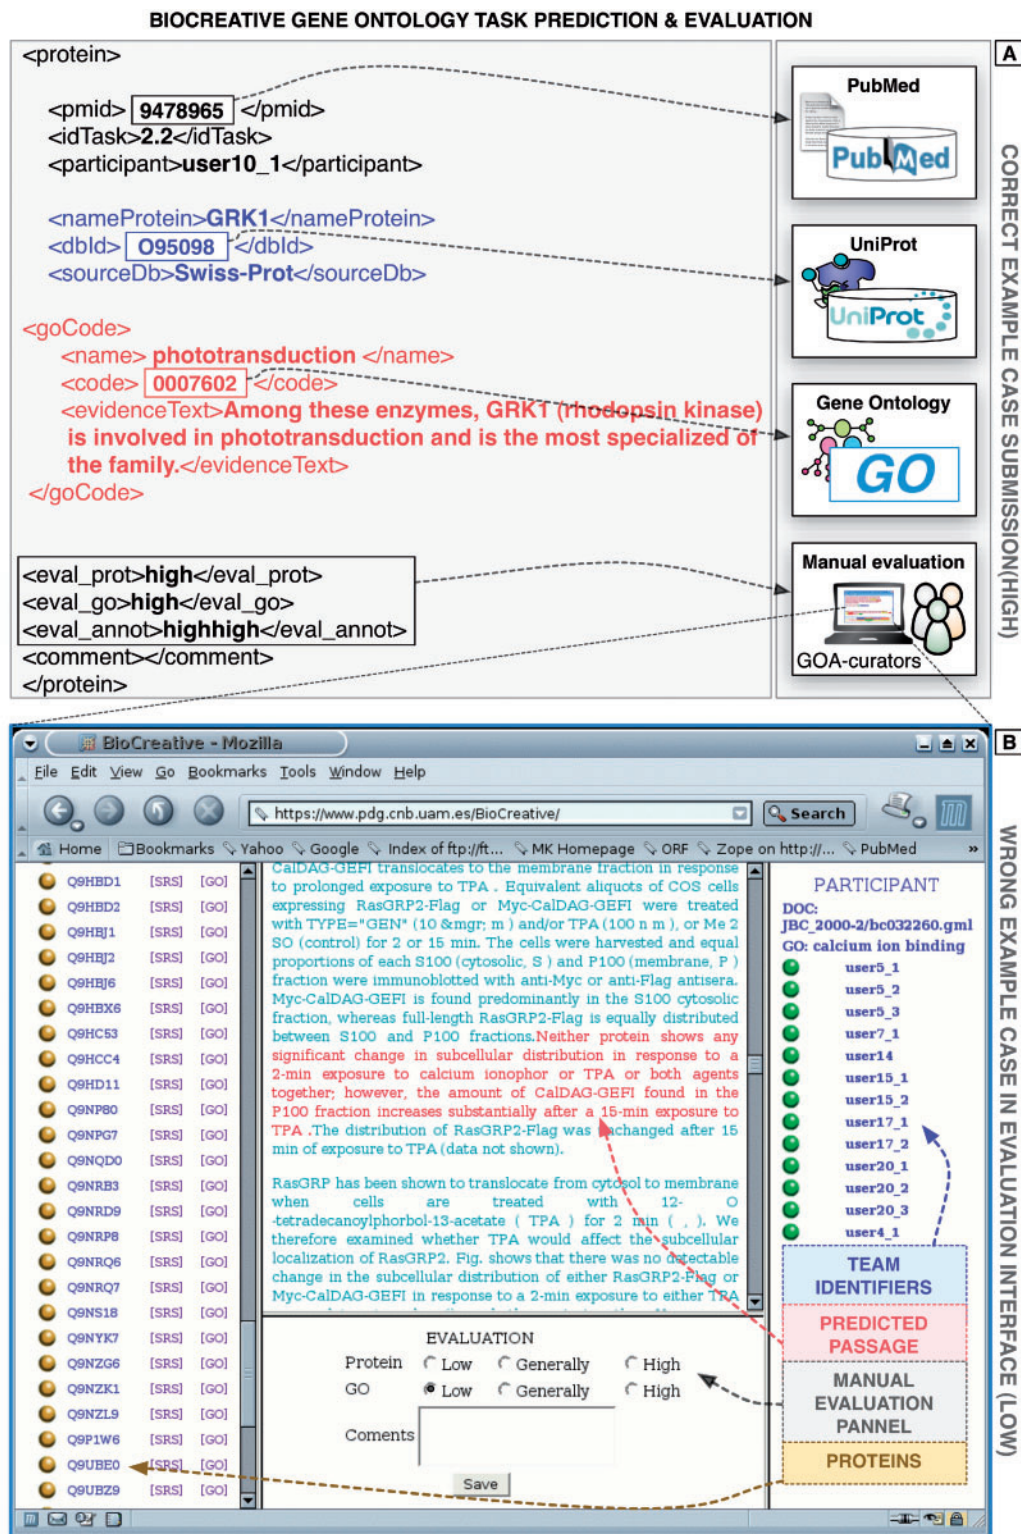 BIOCREATIVE GENE ONTOLOGY TASK PREDICTION & EVALUATION
<protein>
<pmid> 9478965 </pmid>
<idTask>2.2</idTask>
<participant>user10_1</participant>
<nameProtein>GRK1</nameProtein>
<dbId> O95098 </dbId>
<sourceDb>Swiss-Prot</sourceDb>
<goCode>
<name> phototransduction </name>
<code> 0007602 </code>
<evidenceText>Among these enzymes, GRK1 (rhodopsin kinase)
is involved in phototransduction and is the most specialized of
the family.</evidenceText>
</goCode>
<eval_prot>high</eval_prot>
<eval_go>high</eval_go>
<eval_annot>highhigh</eval_annot>
<comment></comment>
</protein>
PubMed
PubMed
UniProt
UniProt
Gene Ontology
GO
Manual evaluation
GOA-curators
A
CORRECT EXAMPLE CASE SUBMISSION(HIGH)
B
WRONG EXAMPLE CASE IN EVALUATION INTERFACE (LOW)
BioCreative - Mozilla
File Edit View Go Bookmarks Tools Window Help
https://www.pdg.cnb.uam.es/BioCreative/ Search
Home Bookmarks Yahoo Google Index of ftp://ft... MK Homepage ORF Zope on http://... PubMed »
Q9HBD1 [SRS] [GO]
Q9HBD2 [SRS] [GO]
Q9HBJ1 [SRS] [GO]
Q9HBJ2 [SRS] [GO]
Q9HBJ6 [SRS] [GO]
Q9HBX6 [SRS] [GO]
Q9HC53 [SRS] [GO]
Q9HCC4 [SRS] [GO]
Q9HD11 [SRS] [GO]
Q9NP80 [SRS] [GO]
Q9NPG7 [SRS] [GO]
Q9NQD0 [SRS] [GO]
Q9NRB3 [SRS] [GO]
Q9NRD9 [SRS] [GO]
Q9NRP8 [SRS] [GO]
Q9NRQ6 [SRS] [GO]
Q9NRQ7 [SRS] [GO]
Q9NS18 [SRS] [GO]
Q9NYK7 [SRS] [GO]
Q9NZG6 [SRS] [GO]
Q9NZK1 [SRS] [GO]
Q9NZL9 [SRS] [GO]
Q9P1W6 [SRS] [GO]
Q9UBE0 [SRS] [GO]
Q9UBZ9 [SRS] [GO]
CalDAG-GEFI translocates to the membrane fraction in response
to prolonged exposure to TPA . Equivalent aliquots of COS cells
expressing RasGRP2-Flag or Myc-CalDAG-GEFI were treated
with TYPE="GEN" (10 &mgr; m ) and/or TPA (100 n m ), or Me 2
SO (control) for 2 or 15 min. The cells were harvested and equal
proportions of each S100 (cytosolic, S ) and P100 (membrane, P )
fraction were immunoblotted with anti-Myc or anti-Flag antisera.
Myc-CalDAG-GEFI is found predominantly in the S100 cytosolic
fraction, whereas full-length RasGRP2-Flag is equally distributed
between S100 and P100 fractions.Neither protein shows any
significant change in subcellular distribution in response to a
2-min exposure to calcium ionophor or TPA or both agents
together; however, the amount of CalDAG-GEFI found in the
P100 fraction increases substantially after a 15-min exposure to
TPA .The distribution of RasGRP2-Flag was unchanged after 15
min of exposure to TPA (data not shown).
RasGRP has been shown to translocate from cytosol to membrane
when cells are treated with 12- O
-tetradecanoylphorbol-13-acetate ( TPA ) for 2 min ( , ). We
therefore examined whether TPA would affect the subcellular
localization of RasGRP2. Fig. shows that there was no detectable
change in the subcellular distribution of either RasGRP2-Flag or
Myc-CalDAG-GEFI in response to a 2-min exposure to either TPA
EVALUATION
Protein Low Generally High
GO Low Generally High
Coments
Save
PARTICIPANT
DOC:
JBC_2000-2/bc032260.gml
GO: calcium ion binding
user5_1
user5_2
user5_3
user7_1
user14
user15_1
user15_2
user17_1
user17_2
user20_1
user20_2
user20_3
user4_1
TEAM
IDENTIFIERS
PREDICTED
PASSAGE
MANUAL
EVALUATION
PANNEL
PROTEINS